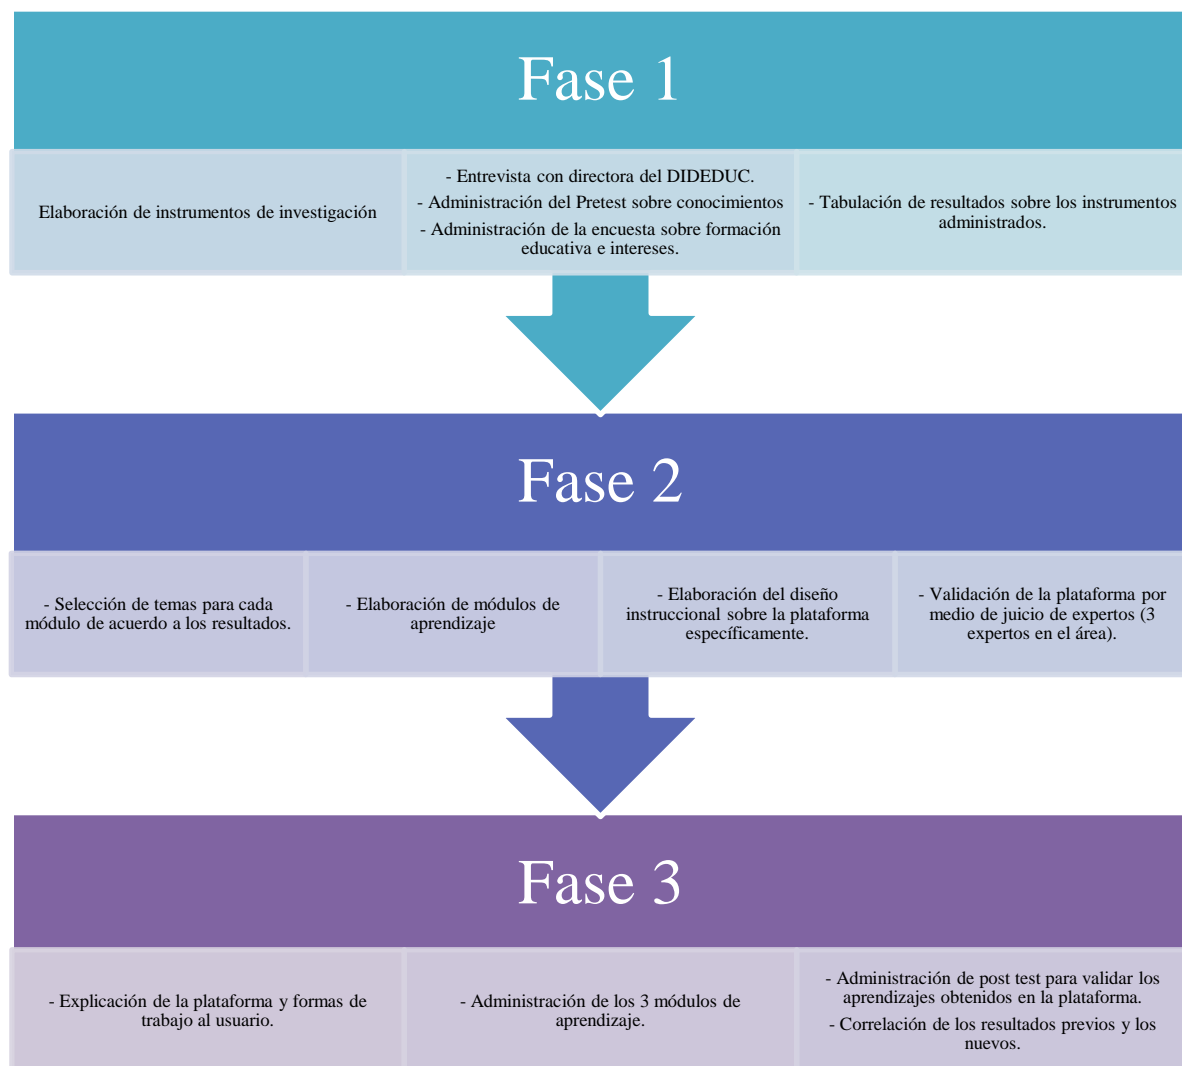 Fase 1
Elaboración de instrumentos de investigación
- Entrevista con directora del DIDEDUC.
- Administración del Pretest sobre conocimientos
- Administración de la encuesta sobre formación
educativa e intereses.
- Tabulación de resultados sobre los instrumentos
administrados.
Fase 2
- Selección de temas para cada
módulo de acuerdo a los resultados.
- Elaboración de módulos de
aprendizaje
- Elaboración del diseño
instruccional sobre la plataforma
específicamente.
- Validación de la plataforma por
medio de juicio de expertos (3
expertos en el área).
Fase 3
- Explicación de la plataforma y formas de
trabajo al usuario.
- Administración de los 3 módulos de
aprendizaje.
- Administración de post test para validar los
aprendizajes obtenidos en la plataforma.
- Correlación de los resultados previos y los
nuevos.